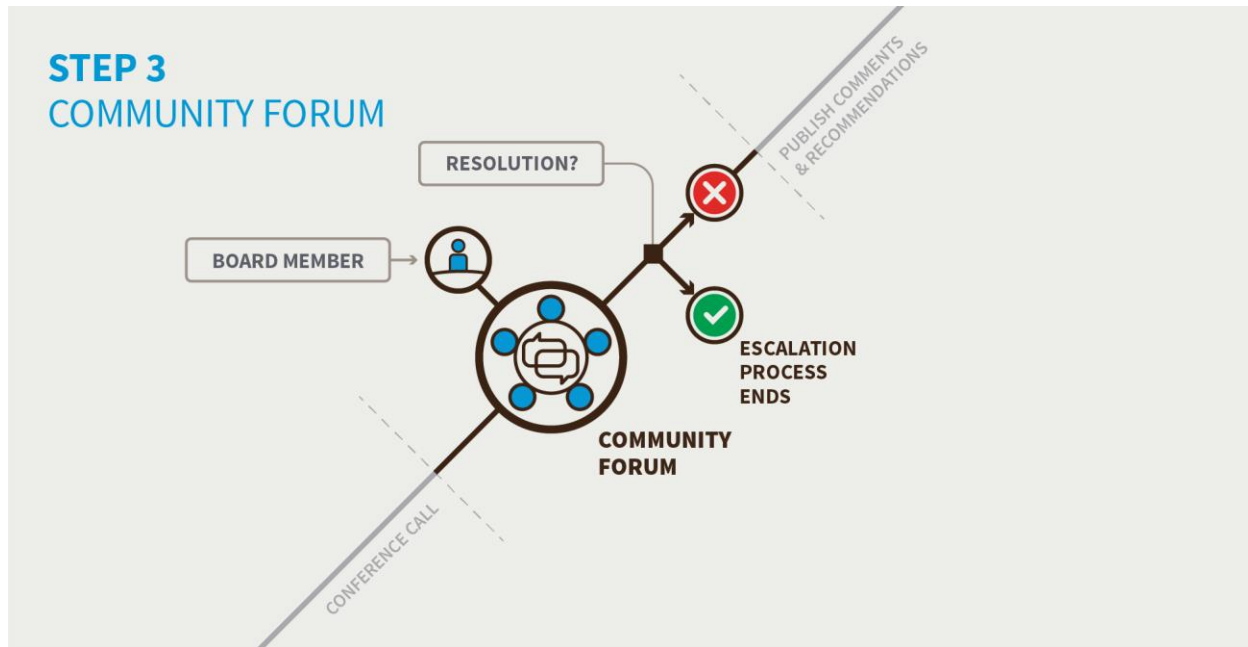 STEP 3
COMMUNITY FORUM
PUBLISH COMMENTS
& RECOMMENDATIONS
RESOLUTION?
BOARD MEMBER
ESCALATION
PROCESS
ENDS
COMMUNITY
FORUM
CONFERENCE CALL